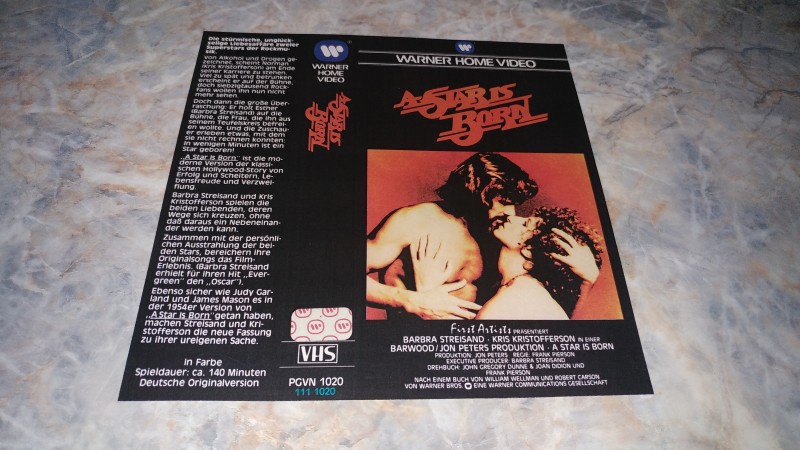 Die stürmische, unglück-
selige Liebesaffäre zweier
Superstars der Rockmu-
sik.
Von Alkohol und Drogen ge-
zeichnet, scheint Norman
(Kris Kristofferson) am Ende
seiner Karriere zu stehen.
Viel zu spät und betrunken
erscheint er auf der Bühne,
doch siebzigtausend Rock-
Fans wollen ihn nun nicht
mehr sehen.
Doch dann die große Über-
raschung: Er holt Esther
(Barbra Streisand) auf die
Bühne, die Frau, die ihn aus
seinem Teufelskreis befrei-
en wollte. Und die Zuschau-
er erleben etwas, mit dem
sie nicht rechnen konnten:
In wenigen Minuten ist ein
Star geboren!
„A Star Is Born" ist die mo-
derne Version der klassi-
schen Hollywood-Story von
Erfolg und Scheitern, Le-
bensfreude und Verzwei-
flung.
Barbra Streisand und Kris
Kristofferson spielen die
beiden Liebenden, deren
Wege sich kreuzen, ohne
daß daraus ein Nebeneinan-
der werden kann.
Zusammen mit der persönli-
chen Ausstrahlung der bei-
den Stars, bereichern ihre
Originalsongs das Film-
Erlebnis. (Barbra Streisand
erhielt für ihren Hit „Ever-
green" den „Oscar").
Ebenso sicher wie Judy Gar-
land und James Mason es in
der 1954er Version von
„A Star Is Born" getan haben,
machen Streisand und Kri-
stofferson die neue Fassung
zu ihrer ureigenen Sache.
In Farbe
Spieldauer: ca. 140 Minuten
Deutsche Originalversion
WARNER
HOME
VIDEO
A STAR IS
BORN
VHS
PGVN 1020
111 1020
WARNER HOME VIDEO
A STAR IS
BORN
First Artists PRÄSENTIERT
BARBRA STREISAND · KRIS KRISTOFFERSON IN EINER
BARWOOD/JON PETERS PRODUKTION · A STAR IS BORN
PRODUKTION JON PETERS REGIE: FRANK PIERSON
EXECUTIVE PRODUCER: BARBRA STREISAND
DREHBUCH: JOHN GREGORY DUNNE & JOAN DIDION UND
FRANK PIERSON
NACH EINEM BUCH VON WILLIAM WELLMAN UND ROBERT CARSON
VON WARNER BROS. EINE WARNER COMMUNICATIONS GESELLSCHAFT